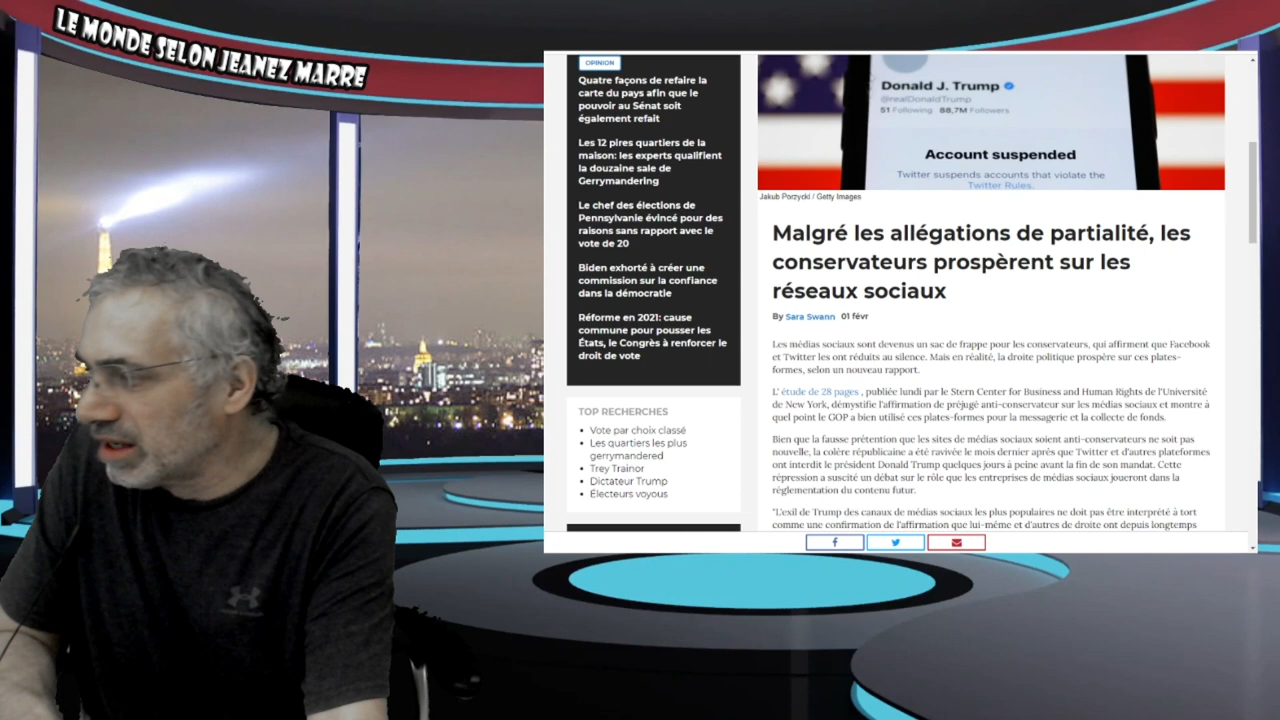 LE MONDE SELON JEANEZ MARRE
OPINION
Quatre façons de refaire la
carte du pays afin que le
pouvoir au Sénat soit
également refait
Les 12 pires quartiers de la
maison: les experts qualifient
la douzaine sale de
Gerrymandering
Le chef des élections de
Pennsylvanie évincé pour des
raisons sans rapport avec le
vote de 20
Biden exhorté à créer une
commission sur la confiance
dans la démocratie
Réforme en 2021: cause
commune pour pousser les
États, le Congrès à renforcer le
droit de vote
TOP RECHERCHES
Vote par choix classé
Les quartiers les plus
gerrymandered
Trey Trainor
Dictateur Trump
Électeurs voyous
Donald J. Trump
@realDonaldTrump
51 Following 88,7M Followers
Account suspended
Twitter suspends accounts that violate the
Twitter Rules.
Jakub Porzycki / Getty Images
Malgré les allégations de partialité, les
conservateurs prospèrent sur les
réseaux sociaux
By Sara Swann 01 févr
Les médias sociaux sont devenus un sac de frappe pour les conservateurs, qui affirment que Facebook
et Twitter les ont réduits au silence. Mais en réalité, la droite politique prospère sur ces plates-
formes, selon un nouveau rapport.
L' étude de 28 pages , publiée lundi par le Stern Center for Business and Human Rights de l'Université
de New York, démystifie l'affirmation de préjugé anti-conservateur sur les médias sociaux et montre à
quel point le GOP a bien utilisé ces plates-formes pour la messagerie et la collecte de fonds.
Bien que la fausse prétention que les sites de médias sociaux soient anti-conservateurs ne soit pas
nouvelle, la colère républicaine a été ravivée le mois dernier après que Twitter et d'autres plateformes
ont interdit le président Donald Trump quelques jours à peine avant la fin de son mandat. Cette
répression a suscité un débat sur le rôle que les entreprises de médias sociaux joueront dans la
réglementation du contenu futur.
"L'exil de Trump des canaux de médias sociaux les plus populaires ne doit pas être interprété à tort
comme une confirmation de l'affirmation que lui-même et d'autres de droite ont depuis longtemps